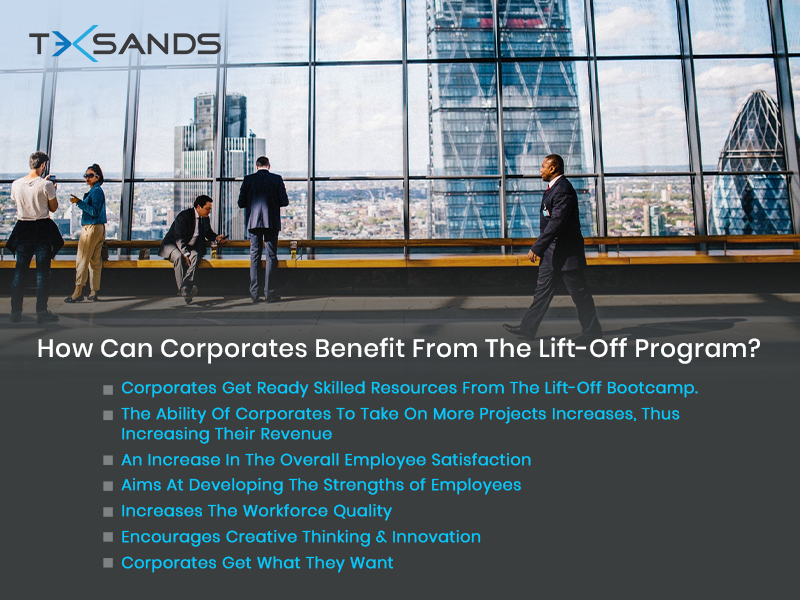 TEKSANDS
How Can Corporates Benefit From The Lift-Off Program?
Corporates Get Ready Skilled Resources From The Lift-Off Bootcamp.
The Ability Of Corporates To Take On More Projects Increases, Thus
Increasing Their Revenue
An Increase In The Overall Employee Satisfaction
Aims At Developing The Strengths of Employees
Increases The Workforce Quality
Encourages Creative Thinking & Innovation
Corporates Get What They Want